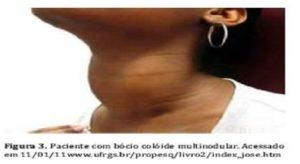 Figura 3. Paciente com bócio colóide multinodular. Acessado
em 11/01/11 www.ufrgs.br/propesq/livro2/index_jose.htm